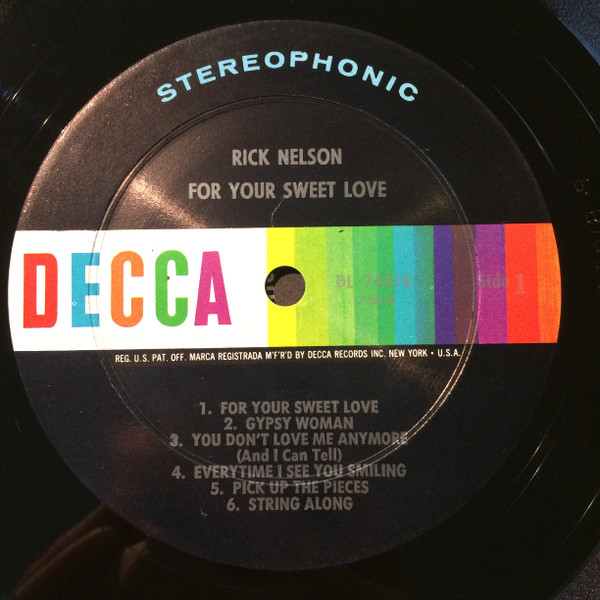 STEREOPHONIC
RICK NELSON
FOR YOUR SWEET LOVE
DECCA
DL 74419
Side 1
REG. U.S. PAT. OFF. MARCA REGISTRADA M'F'R'D BY DECCA RECORDS INC. NEW YORK • U.S.A.
1. FOR YOUR SWEET LOVE
2. GYPSY WOMAN
3. YOU DON'T LOVE ME ANYMORE
(And I Can Tell)
4. EVERYTIME I SEE YOU SMILING
5. PICK UP THE PIECES
6. STRING ALONG